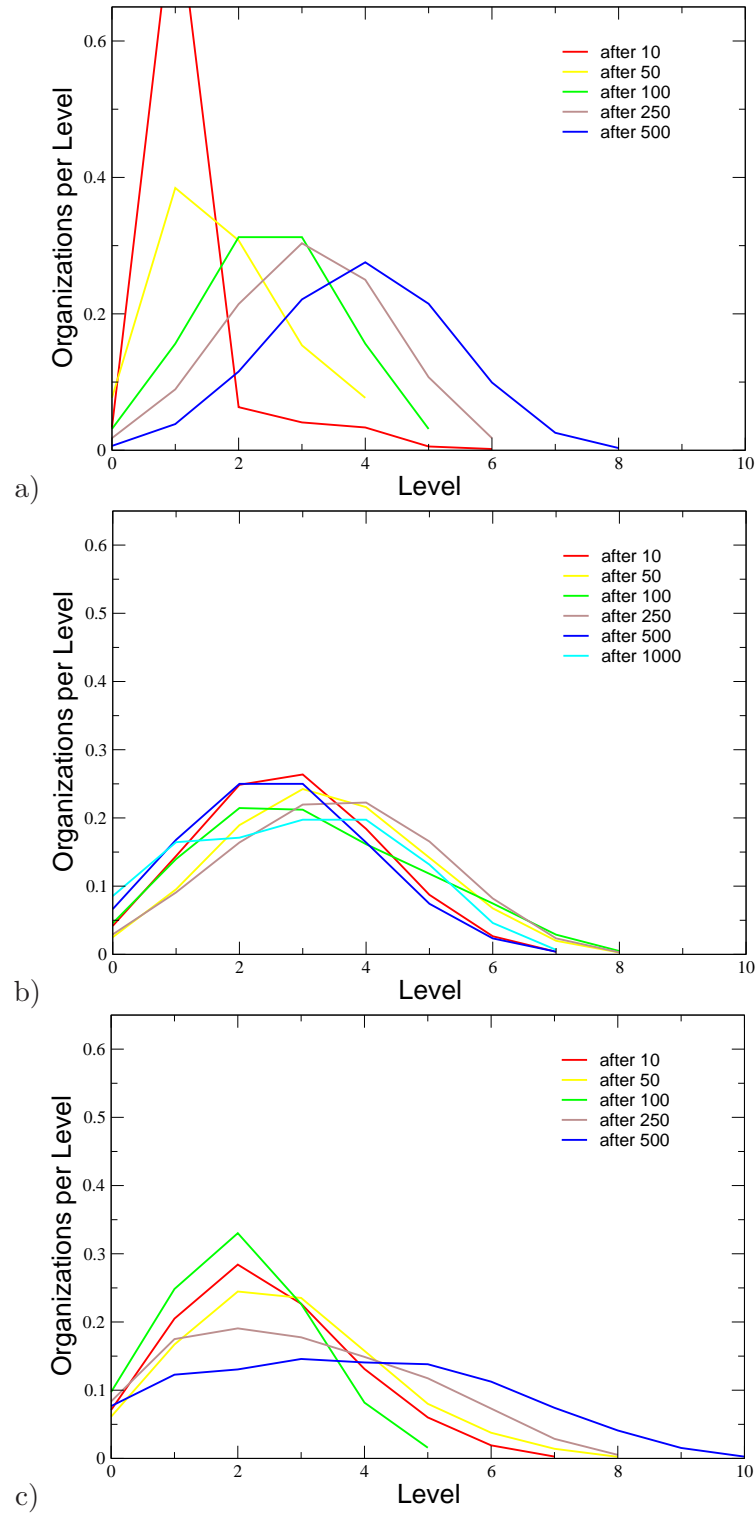 0.6
0.4
0.2
0
Organizations per Level
after 10
after 50
after 100
after 250
after 500
0 2 4 6 8 10
Level
a)
0.6
0.5
0.4
0.3
0.2
0.1
0
Organizations per Level
after 10
after 50
after 100
after 250
after 500
after 1000
0 2 4 6 8 10
Level
b)
0.6
0.5
0.4
0.3
0.2
0.1
0
Organizations per Level
after 10
after 50
after 100
after 250
after 500
0 2 4 6 8 10
Level
c)